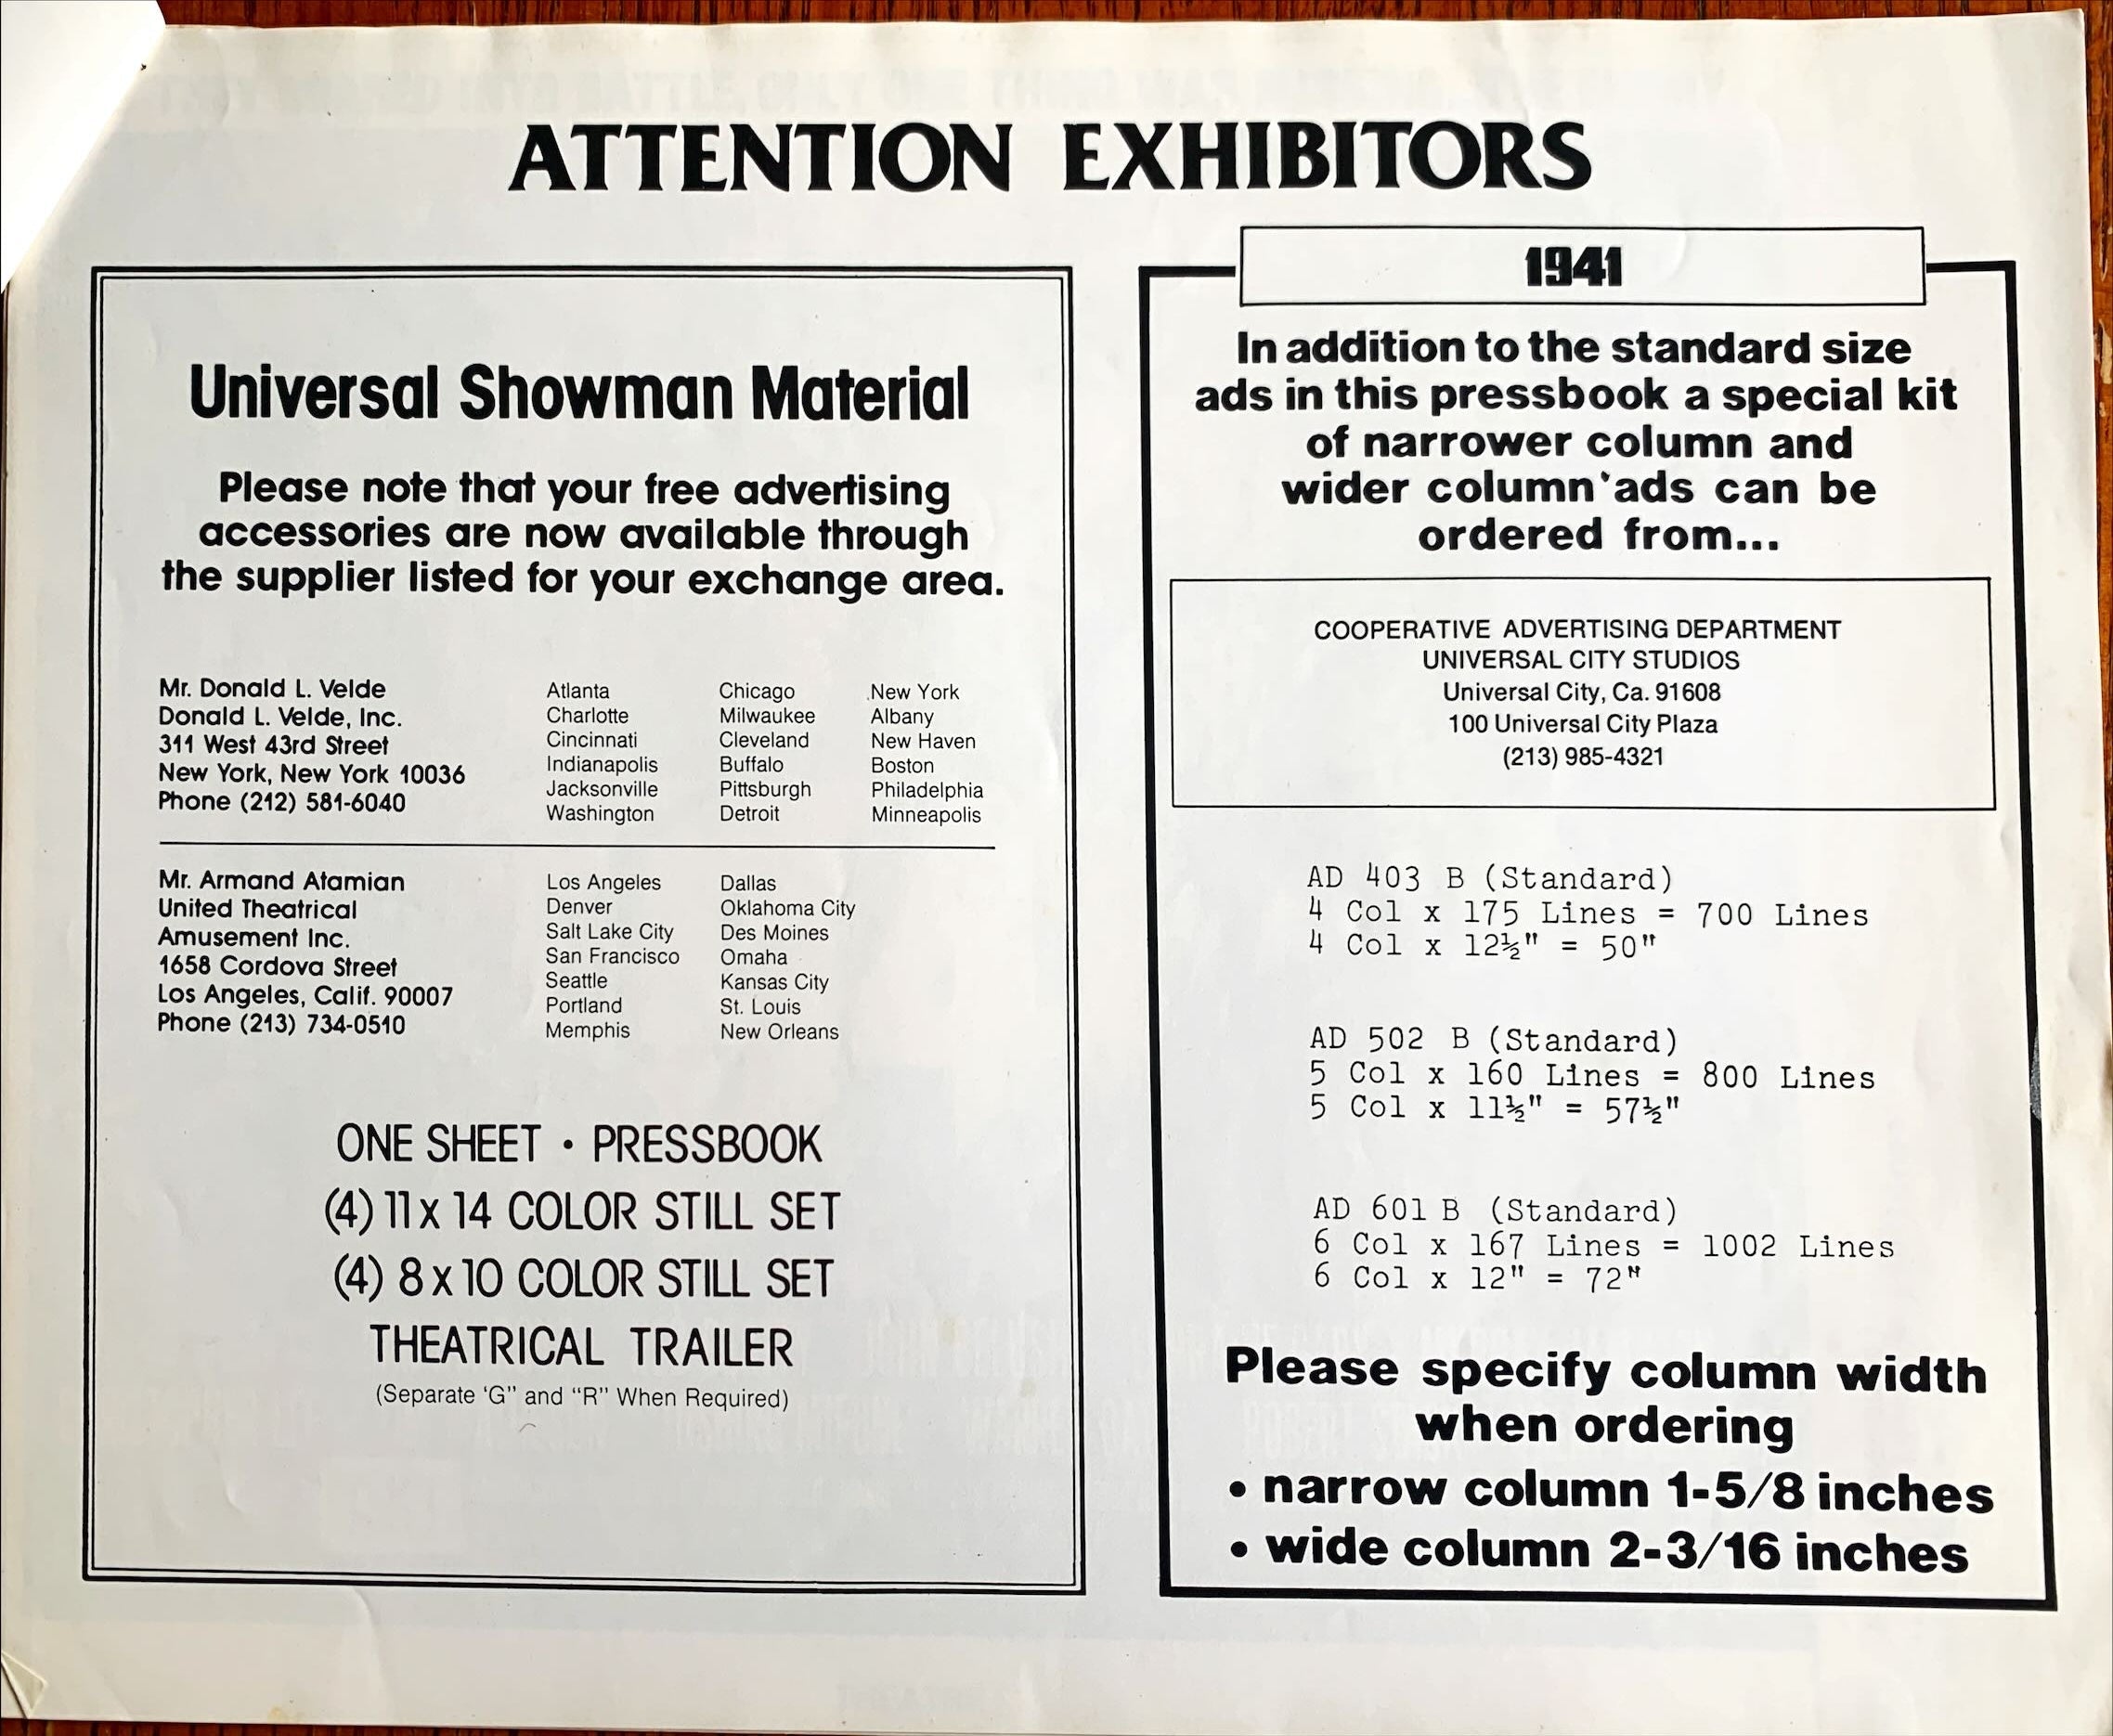 ATTENTION EXHIBITORS
Universal Showman Material
Please note that your free advertising
accessories are now available through
the supplier listed for your exchange area.
Mr. Donald L. Velde
Donald L. Velde, Inc.
311 West 43rd Street
New York, New York 10036
Phone (212) 581-6040
Atlanta
Charlotte
Cincinnati
Indianapolis
Jacksonville
Washington
Chicago
Milwaukee
Cleveland
Buffalo
Pittsburgh
Detroit
New York
Albany
New Haven
Boston
Philadelphia
Minneapolis
Mr. Armand Atamian
United Theatrical
Amusement Inc.
1658 Cordova Street
Los Angeles, Calif. 90007
Phone (213) 734-0510
Los Angeles
Denver
Salt Lake City
San Francisco
Seattle
Portland
Memphis
Dallas
Oklahoma City
Des Moines
Omaha
Kansas City
St. Louis
New Orleans
ONE SHEET • PRESSBOOK
(4) 11 x 14 COLOR STILL SET
(4) 8 x 10 COLOR STILL SET
THEATRICAL TRAILER
(Separate ‘G” and “R” When Required)
1941
In addition to the standard size
ads in this pressbook a special kit
of narrower column and
wider column ads can be
ordered from...
COOPERATIVE ADVERTISING DEPARTMENT
UNIVERSAL CITY STUDIOS
Universal City, Ca. 91608
100 Universal City Plaza
(213) 985-4321
AD 403 B (Standard)
4 Col x 175 Lines = 700 Lines
4 Col x 12½" = 50"
AD 502 B (Standard)
5 Col x 160 Lines = 800 Lines
5 Col x 11½" = 57½"
AD 601 B (Standard)
6 Col x 167 Lines = 1002 Lines
6 Col x 12" = 72"
Please specify column width
when ordering
• narrow column 1-5/8 inches
• wide column 2-3/16 inches